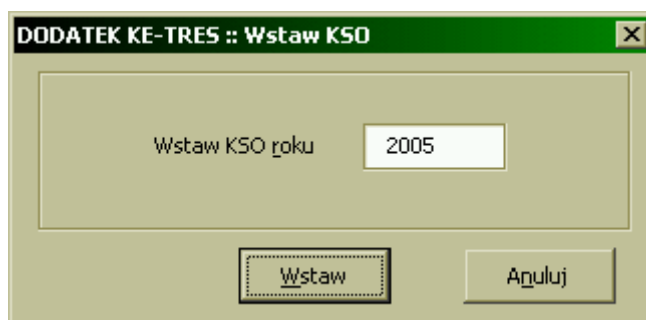 DODATEK KE-TRES :: Wstaw KSO
Wstaw KSO roku 2005
Wstaw Anuluj